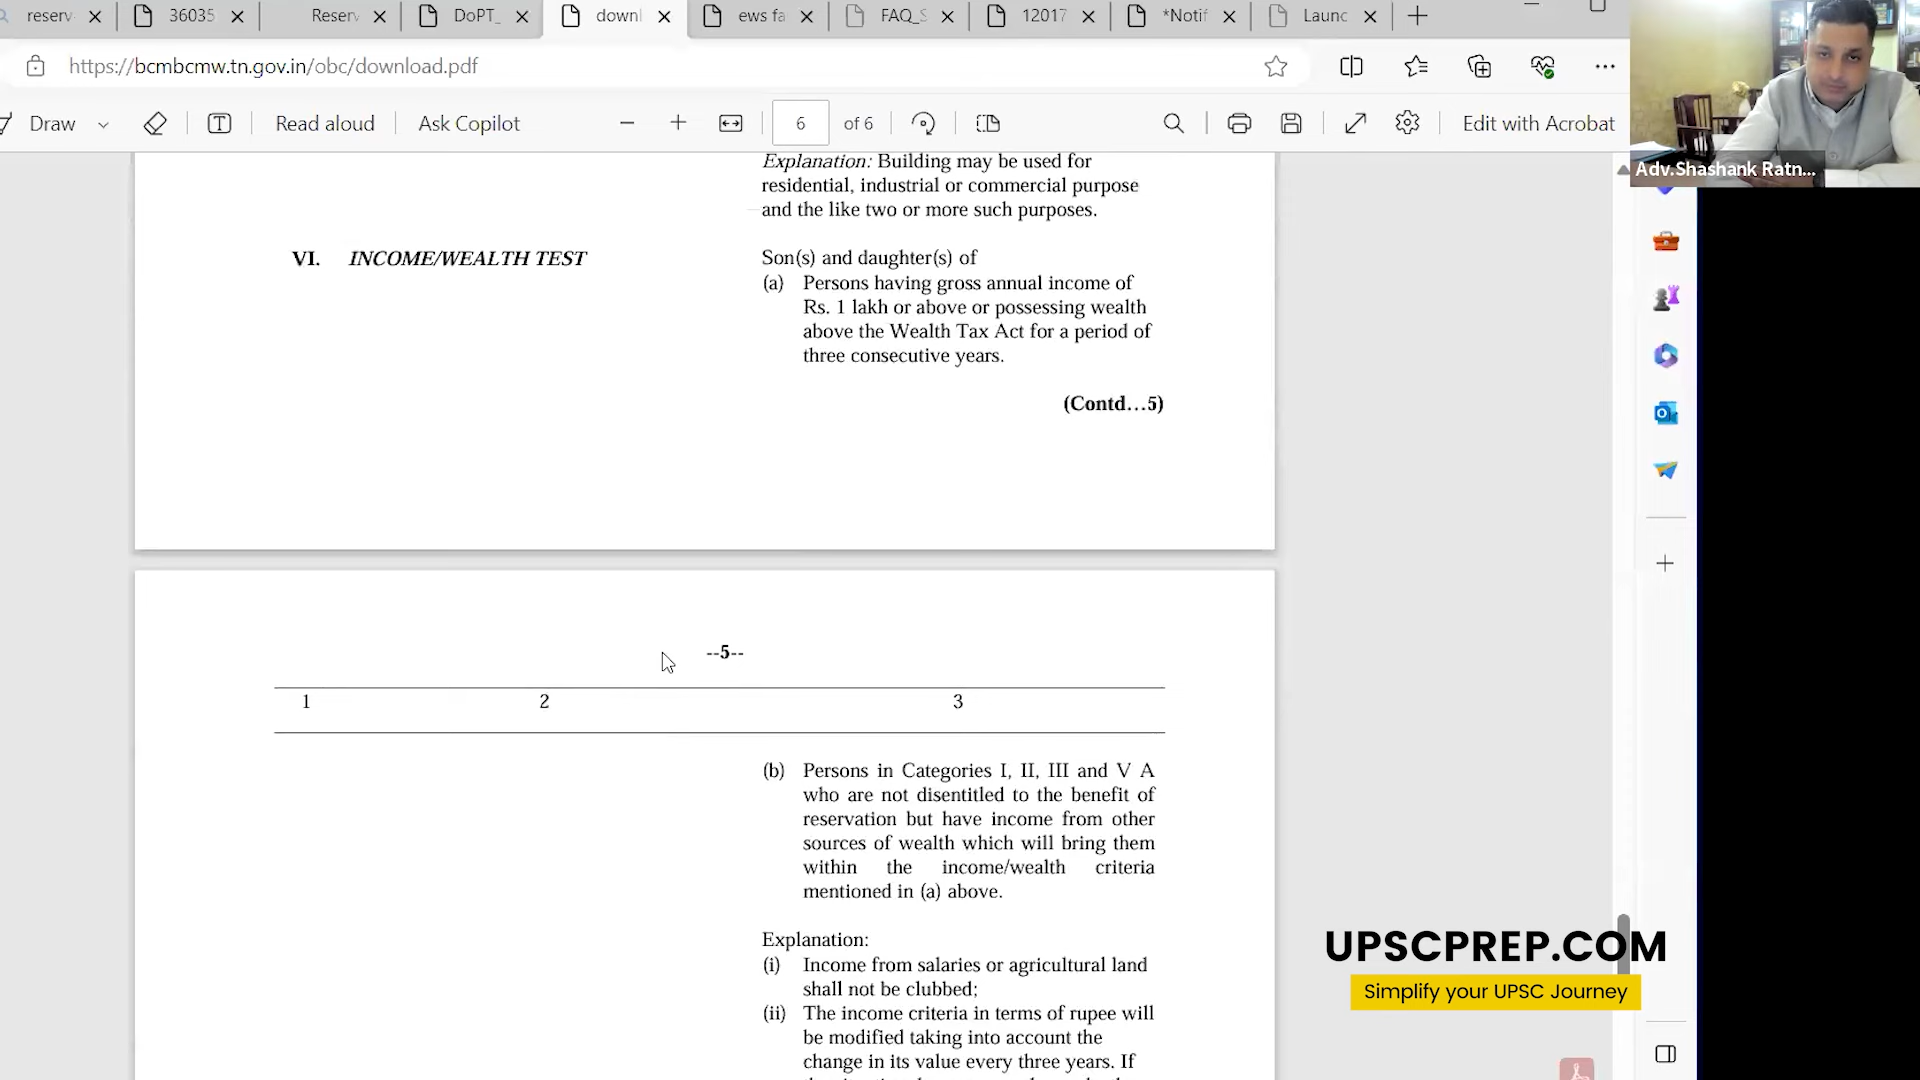 reserv
36035
Reserv
DoPT_
downl
ews fa
FAQ_S
12017
*Notif
Launc
https://bcmbcmw.tn.gov.in/obc/download.pdf
Draw
Read aloud
Ask Copilot
6 of 6
Edit with Acrobat
Adv.Shashank Ratn...
Explanation: Building may be used for
residential, industrial or commercial purpose
and the like two or more such purposes.
VI. INCOME/WEALTH TEST
Son(s) and daughter(s) of
(a) Persons having gross annual income of
Rs. 1 lakh or above or possessing wealth
above the Wealth Tax Act for a period of
three consecutive years.
(Contd...5)
--5--
1 2 3
(b) Persons in Categories I, II, III and V A
who are not disentitled to the benefit of
reservation but have income from other
sources of wealth which will bring them
within the income/wealth criteria
mentioned in (a) above.
Explanation:
(i) Income from salaries or agricultural land
shall not be clubbed;
(ii) The income criteria in terms of rupee will
be modified taking into account the
change in its value every three years. If
UPSCPREP.COM
Simplify your UPSC Journey